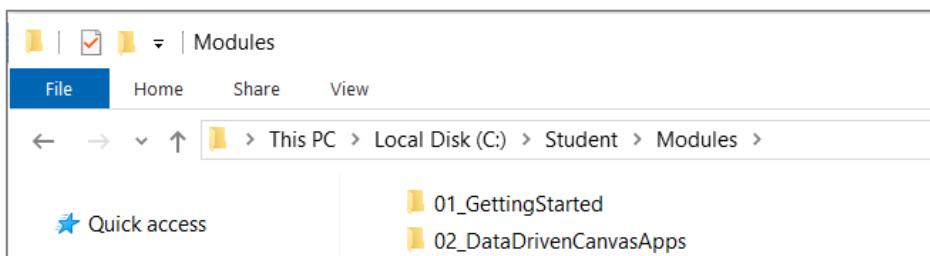 Modules
File Home Share View
This PC > Local Disk (C:) > Student > Modules >
01_GettingStarted
Quick access
02_DataDrivenCanvasApps